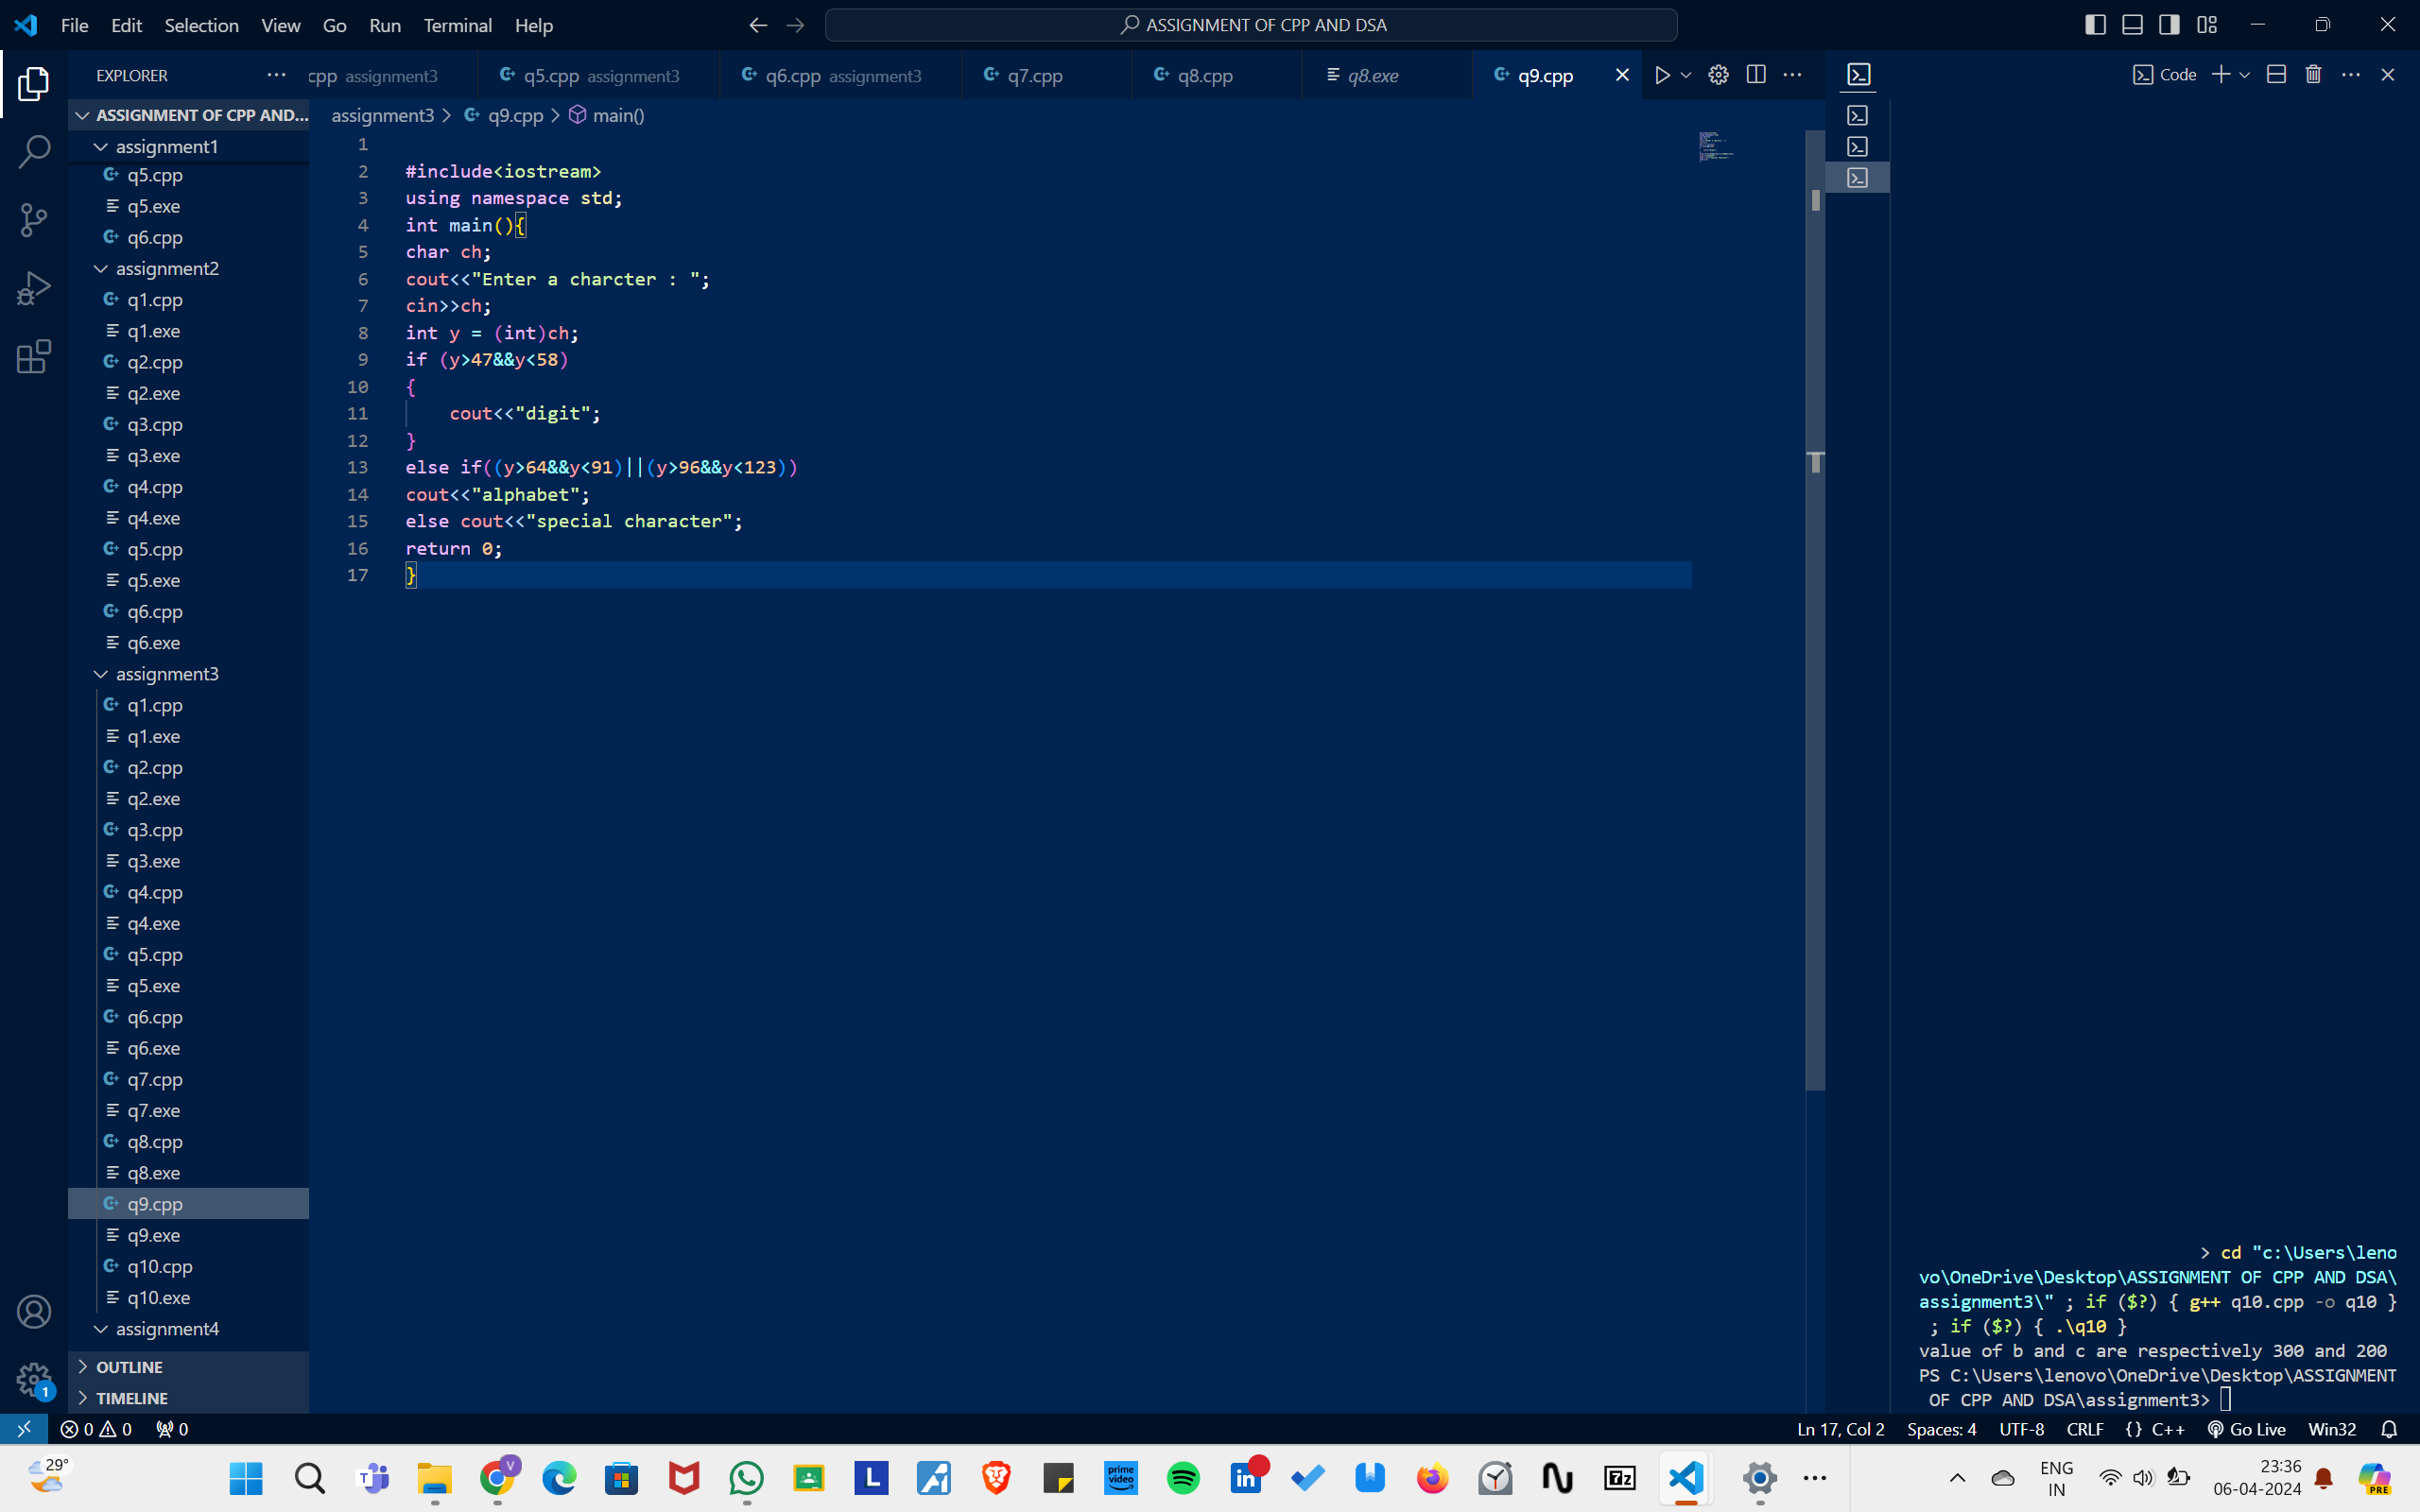 File Edit Selection View Go Run Terminal Help
ASSIGNMENT OF CPP AND DSA
EXPLORER
cpp assignment3
q5.cpp assignment3
q6.cpp assignment3
q7.cpp
q8.cpp
q8.exe
q9.cpp
Code
ASSIGNMENT OF CPP AND...
assignment1
q5.cpp
q5.exe
q6.cpp
assignment2
q1.cpp
q1.exe
q2.cpp
q2.exe
q3.cpp
q3.exe
q4.cpp
q4.exe
q5.cpp
q5.exe
q6.cpp
q6.exe
assignment3
q1.cpp
q1.exe
q2.cpp
q2.exe
q3.cpp
q3.exe
q4.cpp
q4.exe
q5.cpp
q5.exe
q6.cpp
q6.exe
q7.cpp
q7.exe
q8.cpp
q8.exe
q9.cpp
q9.exe
q10.cpp
q10.exe
assignment4
OUTLINE
TIMELINE
assignment3 > q9.cpp > main()
1
2 #include<iostream>
3 using namespace std;
4 int main(){
5 char ch;
6 cout<<"Enter a charcter : ";
7 cin>>ch;
8 int y = (int)ch;
9 if (y>47&&y<58)
10 {
11 cout<<"digit";
12 }
13 else if((y>64&&y<91)||(y>96&&y<123))
14 cout<<"alphabet";
15 else cout<<"special character";
16 return 0;
17 }
> cd "c:\Users\leno
vo\OneDrive\Desktop\ASSIGNMENT OF CPP AND DSA\
assignment3\" ; if ($?) { g++ q10.cpp -o q10 }
; if ($?) { .\q10 }
value of b and c are respectively 300 and 200
PS C:\Users\lenovo\OneDrive\Desktop\ASSIGNMENT
OF CPP AND DSA\assignment3>
1
0 0 0
Ln 17, Col 2 Spaces: 4 UTF-8 CRLF {} C++ Go Live Win32
29°
V
T
L
prime video
in
7z
ENG
IN
23:36
06-04-2024
PRE